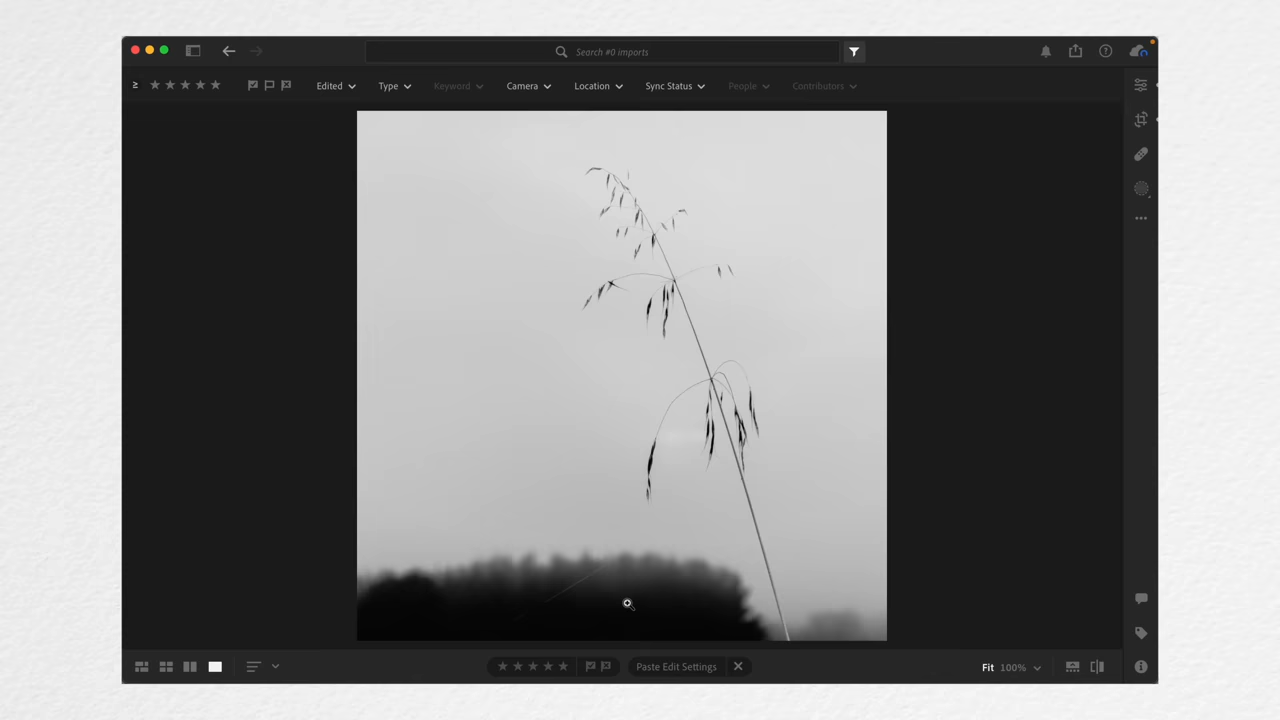 Search #0 imports
≥ Edited Type Keyword Camera Location Sync Status People Contributors
Paste Edit Settings
Fit 100%